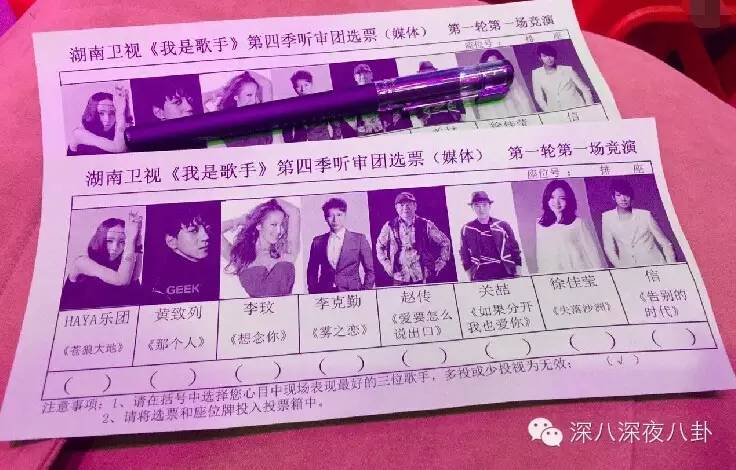 湖南卫视《我是歌手》第四季听审团选票（媒体） 第一轮第一场竞演
座位号： 排 座
徐佳莹 信
湖南卫视《我是歌手》第四季听审团选票（媒体） 第一轮第一场竞演
座位号： 排 座
GEEK
HAYA乐团 黄致列 李玟 李克勤 赵传 关喆 徐佳莹 信
《苍狼大地》 《那个人》 《想念你》 《雾之恋》 《爱要怎么说出口》 《如果分开我也爱你》 《失落沙洲》 《告别的时代》
（ ） （ ） （ ） （ ） （ ） （ ） （ ） （ ）
注意事项：1、请在括号中选择您心目中现场表现最好的三位歌手，多投或少投视为无效；（√）
2、请将选票和座位牌投入投票箱中。
深八深夜八卦